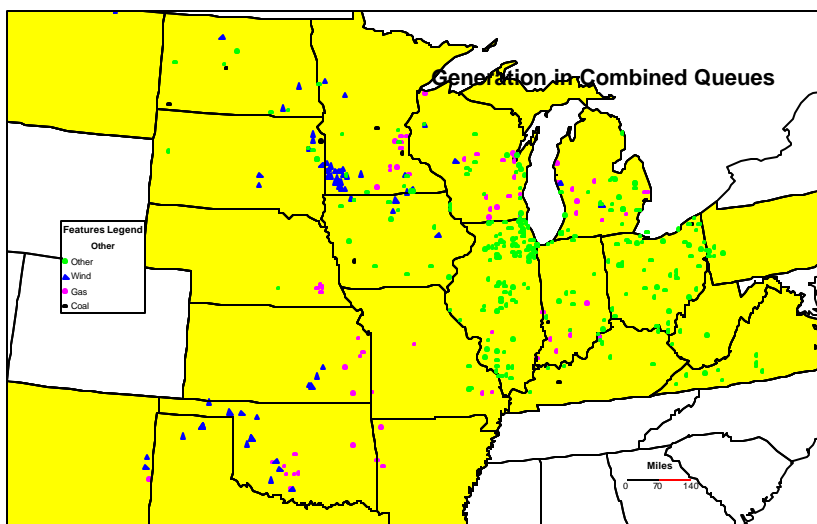 Generation in Combined Queues
Features Legend
Other
Other
Wind
Gas
Coal
Miles
0 70 140